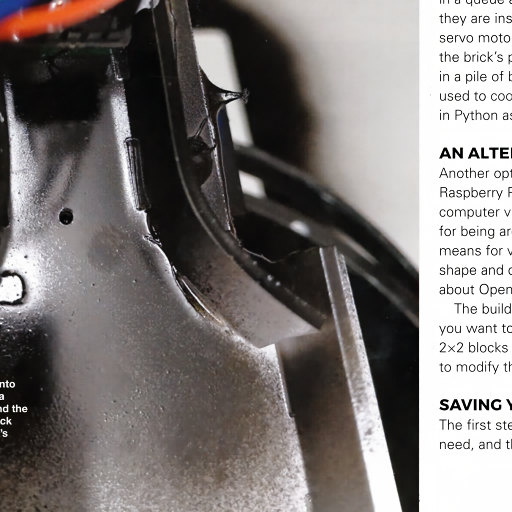 nto
a
nd the
ck
's
in a queue a
they are ins
servo moto
the brick's p
in a pile of b
used to coo
in Python as
AN ALTE
Another opt
Raspberry P
computer v
for being ar
means for v
shape and c
about Open
The build
you want to
2×2 blocks
to modify th
SAVING Y
The first ste
need, and th